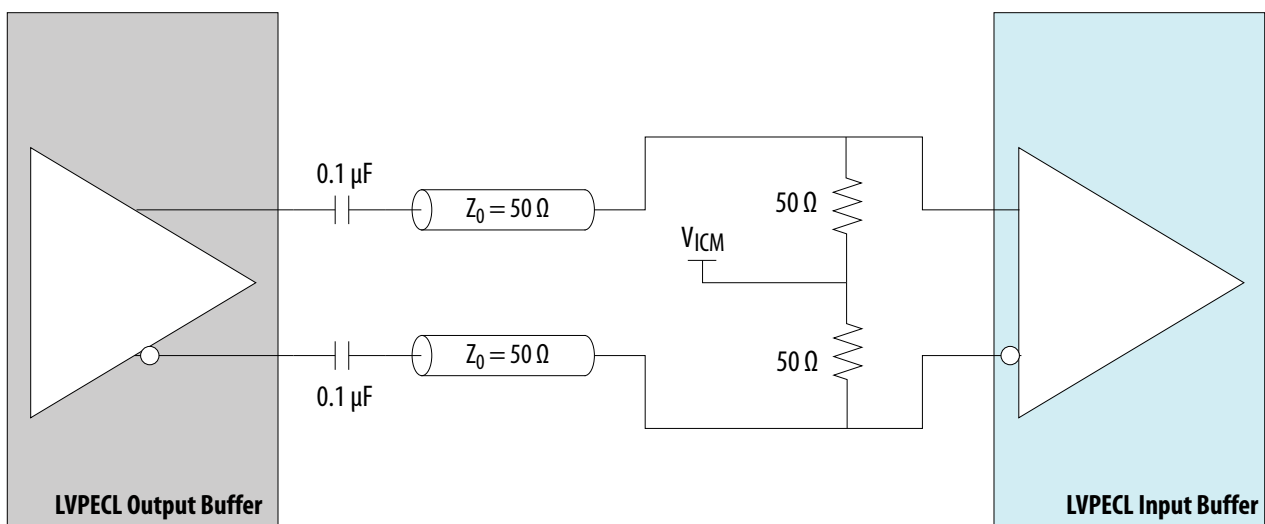 0.1 µF
Z0 = 50 Ω
50 Ω
VICM
Z0 = 50 Ω
50 Ω
0.1 µF
LVPECL Output Buffer
LVPECL Input Buffer